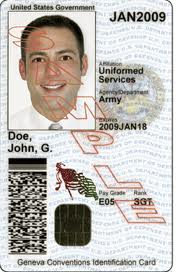 United States Government
JAN2009
Affiliation
Uniformed
Services
Agency/Department
Army
Expires
2009JAN18
Doe,
John, G.
Pay Grade Rank
E05 SGT
SAMPLE
Geneva Conventions Identification Card